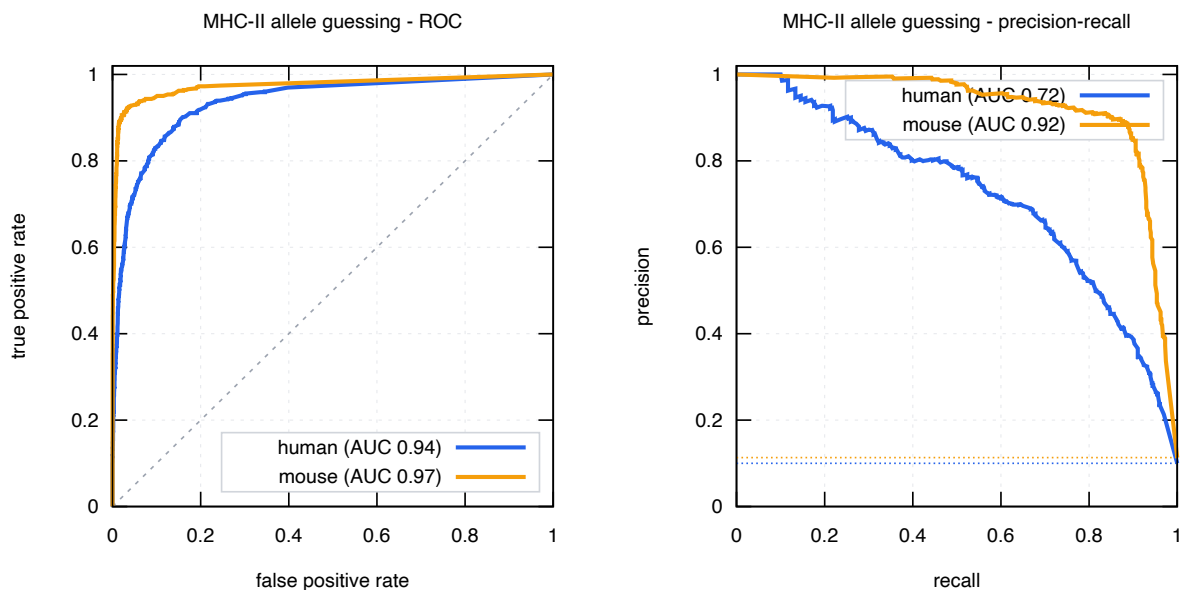 MHC-II allele guessing - ROC
1
0.8
0.6
0.4
0.2
0
0 0.2 0.4 0.6 0.8 1
true positive rate
false positive rate
human (AUC 0.94)
mouse (AUC 0.97)
MHC-II allele guessing - precision-recall
1
0.8
0.6
0.4
0.2
0
0 0.2 0.4 0.6 0.8 1
precision
recall
human (AUC 0.72)
mouse (AUC 0.92)